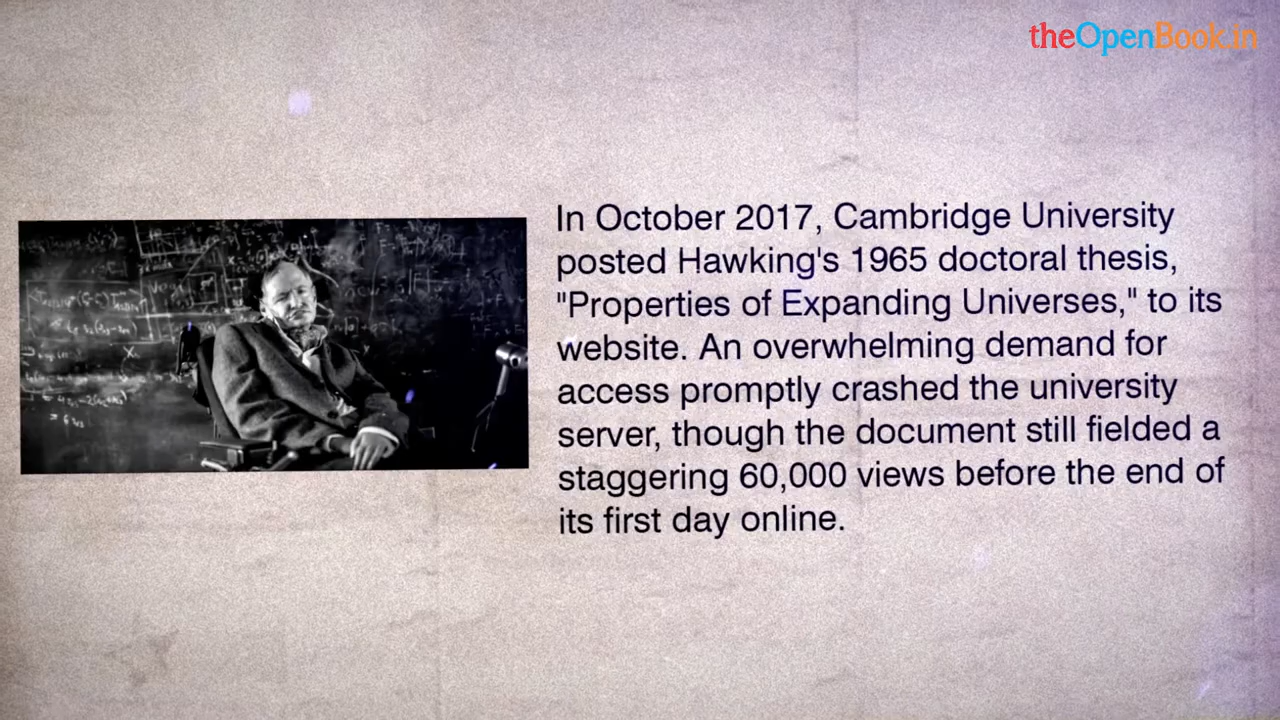 theOpenBook.in
In October 2017, Cambridge University
posted Hawking's 1965 doctoral thesis,
"Properties of Expanding Universes," to its
website. An overwhelming demand for
access promptly crashed the university
server, though the document still fielded a
staggering 60,000 views before the end of
its first day online.